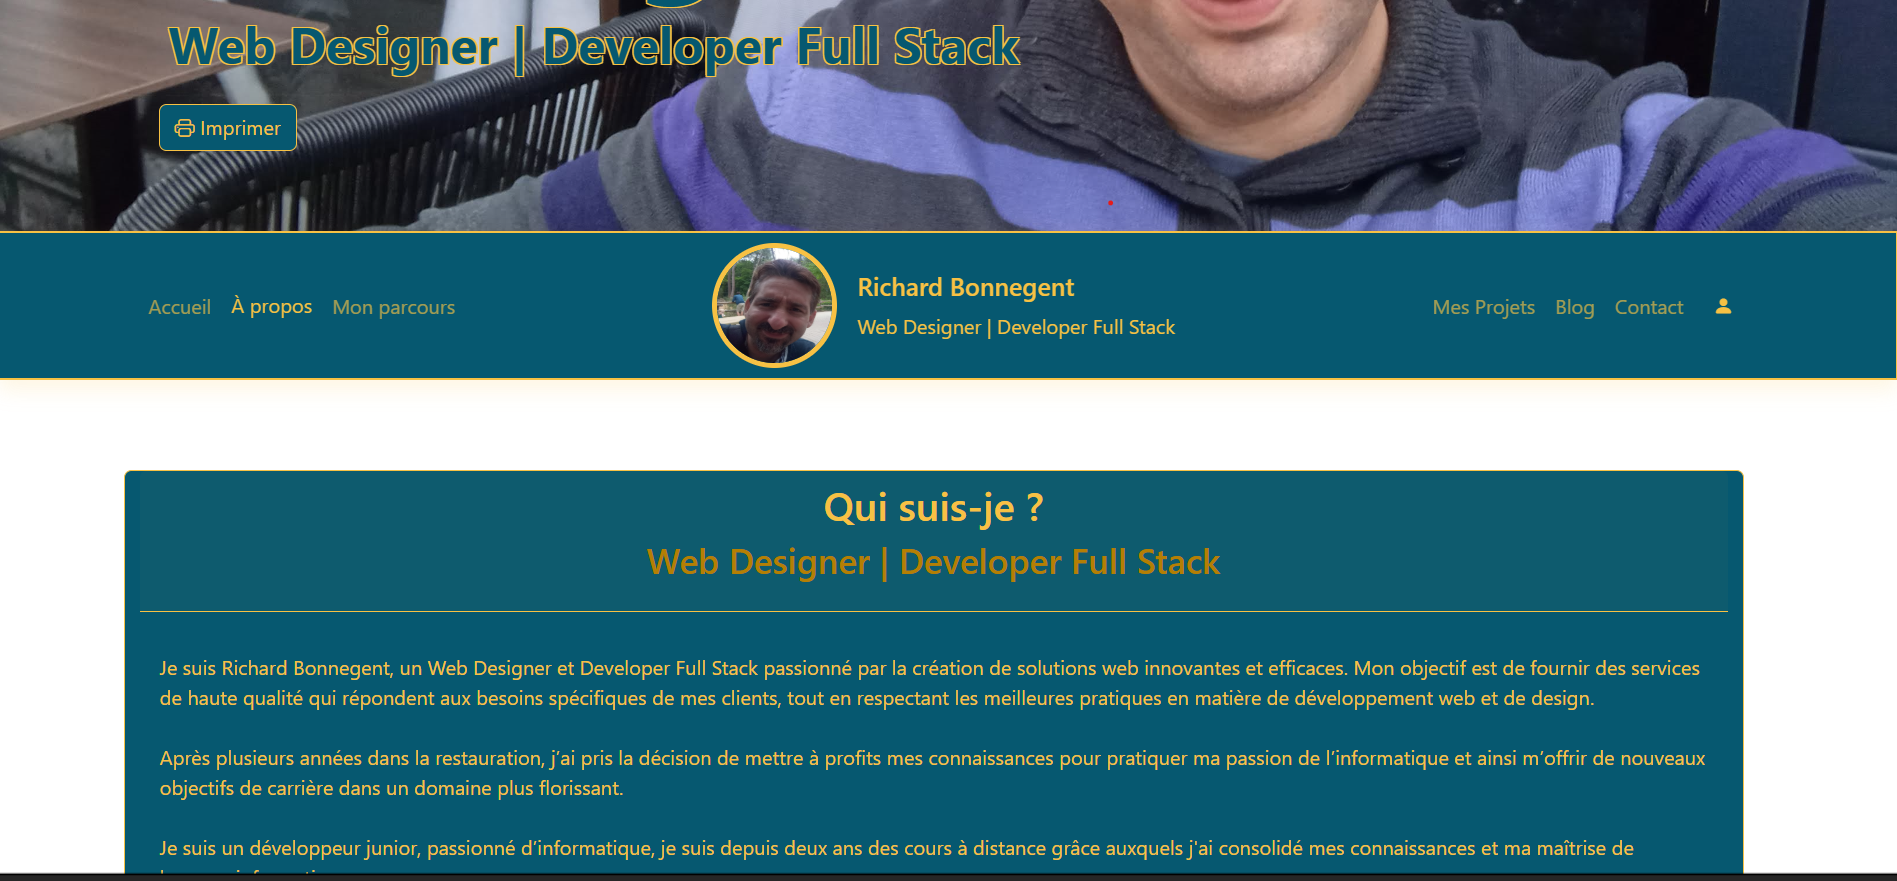 Web Designer | Developer Full Stack
Imprimer
Accueil À propos Mon parcours
Richard Bonnegent
Web Designer | Developer Full Stack
Mes Projets Blog Contact
Qui suis-je ?
Web Designer | Developer Full Stack
Je suis Richard Bonnegent, un Web Designer et Developer Full Stack passionné par la création de solutions web innovantes et efficaces. Mon objectif est de fournir des services
de haute qualité qui répondent aux besoins spécifiques de mes clients, tout en respectant les meilleures pratiques en matière de développement web et de design.
Après plusieurs années dans la restauration, j’ai pris la décision de mettre à profits mes connaissances pour pratiquer ma passion de l’informatique et ainsi m’offrir de nouveaux
objectifs de carrière dans un domaine plus florissant.
Je suis un développeur junior, passionné d’informatique, je suis depuis deux ans des cours à distance grâce auxquels j'ai consolidé mes connaissances et ma maîtrise de